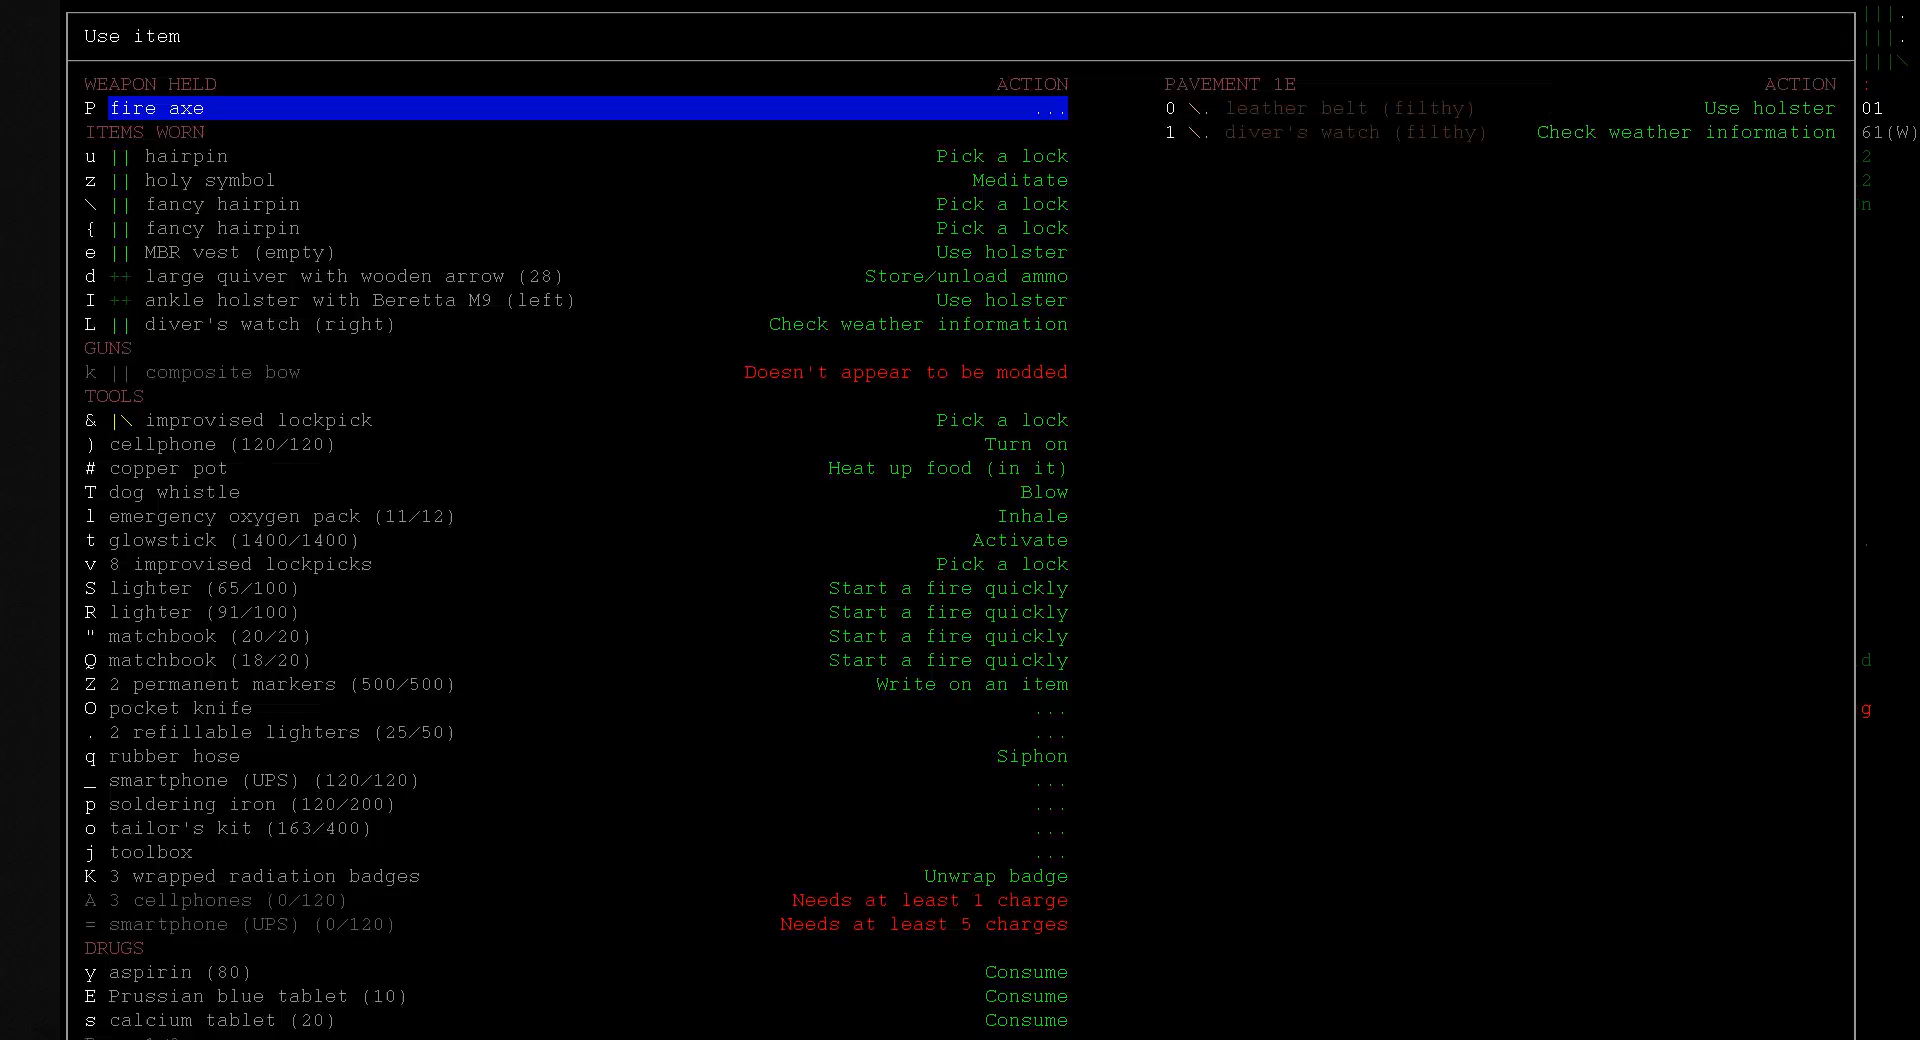 Use item
WEAPON HELD ACTION
P fire axe ...
ITEMS WORN
u || hairpin Pick a lock
z || holy symbol Meditate
\ || fancy hairpin Pick a lock
{ || fancy hairpin Pick a lock
e || MBR vest (empty) Use holster
d ++ large quiver with wooden arrow (28) Store/unload ammo
I ++ ankle holster with Beretta M9 (left) Use holster
L || diver's watch (right) Check weather information
GUNS
k || composite bow Doesn't appear to be modded
TOOLS
& |\ improvised lockpick Pick a lock
) cellphone (120/120) Turn on
# copper pot Heat up food (in it)
T dog whistle Blow
l emergency oxygen pack (11/12) Inhale
t glowstick (1400/1400) Activate
v 8 improvised lockpicks Pick a lock
S lighter (65/100) Start a fire quickly
R lighter (91/100) Start a fire quickly
" matchbook (20/20) Start a fire quickly
Q matchbook (18/20) Start a fire quickly
Z 2 permanent markers (500/500) Write on an item
O pocket knife ...
. 2 refillable lighters (25/50) ...
q rubber hose Siphon
_ smartphone (UPS) (120/120) ...
p soldering iron (120/200) ...
o tailor's kit (163/400) ...
j toolbox ...
K 3 wrapped radiation badges Unwrap badge
A 3 cellphones (0/120) Needs at least 1 charge
= smartphone (UPS) (0/120) Needs at least 5 charges
DRUGS
y aspirin (80) Consume
E Prussian blue tablet (10) Consume
s calcium tablet (20) Consume
PAVEMENT 1E ACTION
0 \. leather belt (filthy) Use holster
1 \. diver's watch (filthy) Check weather information
|||.
|||.
|||\
:
01
61(W)
2
2
n
.
d
g